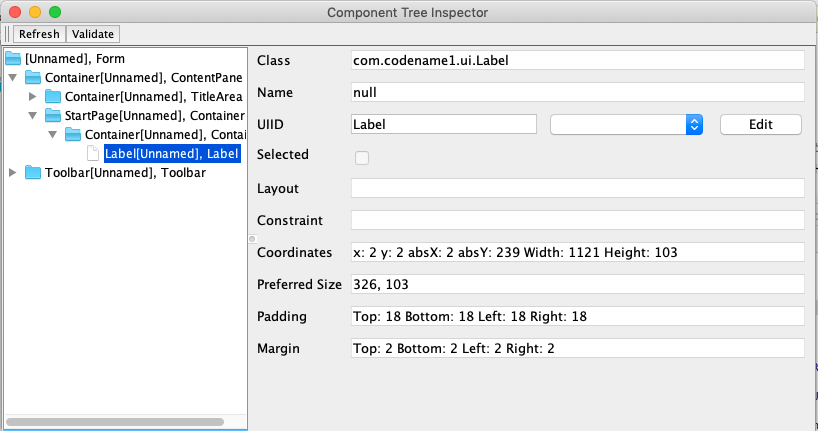 Component Tree Inspector
Refresh Validate
[Unnamed], Form
Container[Unnamed], ContentPane
Container[Unnamed], TitleArea
StartPage[Unnamed], Container
Container[Unnamed], Contai
Label[Unnamed], Label
Toolbar[Unnamed], Toolbar
Class com.codename1.ui.Label
Name null
UIID Label Edit
Selected
Layout
Constraint
Coordinates x: 2 y: 2 absX: 2 absY: 239 Width: 1121 Height: 103
Preferred Size 326, 103
Padding Top: 18 Bottom: 18 Left: 18 Right: 18
Margin Top: 2 Bottom: 2 Left: 2 Right: 2